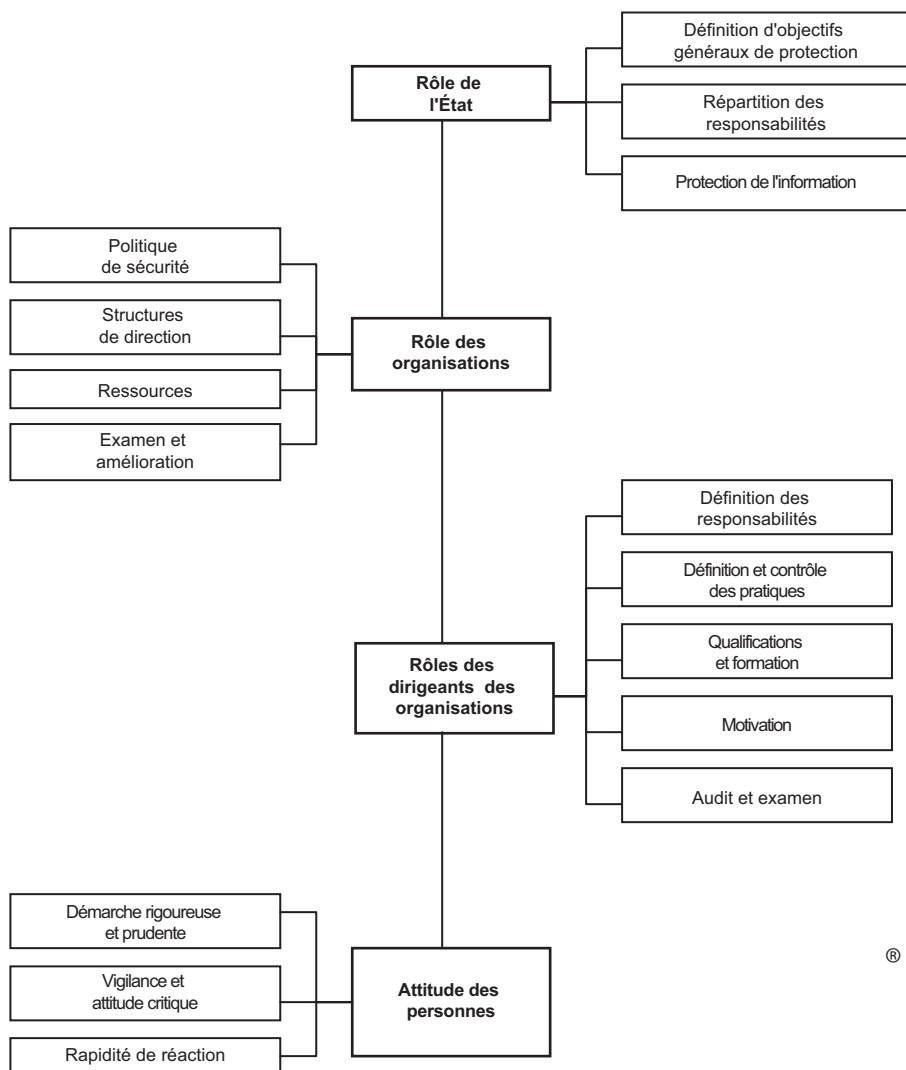 Définition d'objectifs
généraux de protection
Rôle de
l'État
Répartition des
responsabilités
Protection de l'information
Politique
de sécurité
Structures
de direction
Rôle des
organisations
Ressources
Examen et
amélioration
Définition des
responsabilités
Définition et contrôle
des pratiques
Qualifications
et formation
Rôles des
dirigeants des
organisations
Motivation
Audit et examen
Démarche rigoureuse
et prudente
Vigilance et
attitude critique
Attitude des
personnes
Rapidité de réaction
®